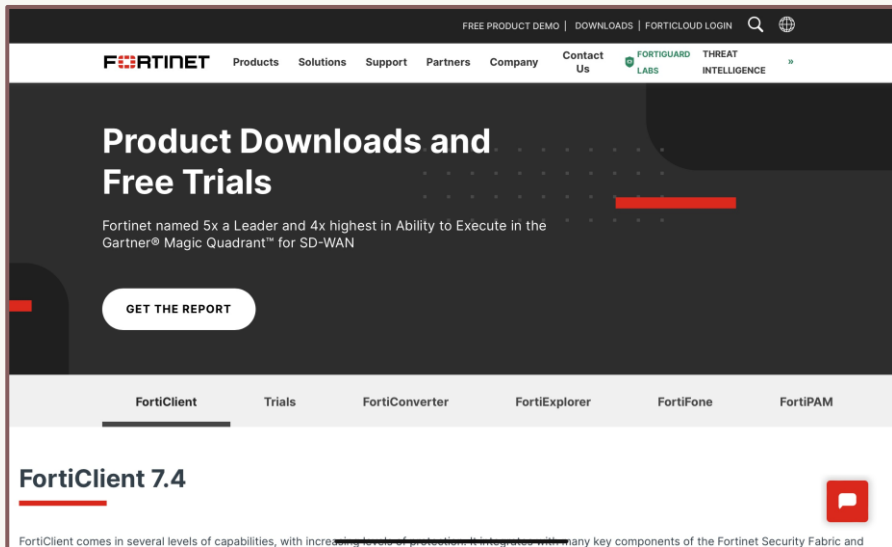 FREE PRODUCT DEMO | DOWNLOADS | FORTICLOUD LOGIN
FORTINET Products Solutions Support Partners Company Contact Us FORTIGUARD LABS THREAT INTELLIGENCE »
Product Downloads and
Free Trials
Fortinet named 5x a Leader and 4x highest in Ability to Execute in the
Gartner® Magic Quadrant™ for SD-WAN
GET THE REPORT
FortiClient Trials FortiConverter FortiExplorer FortiFone FortiPAM
FortiClient 7.4
FortiClient comes in several levels of capabilities, with increasing levels of protection. It integrates with many key components of the Fortinet Security Fabric and